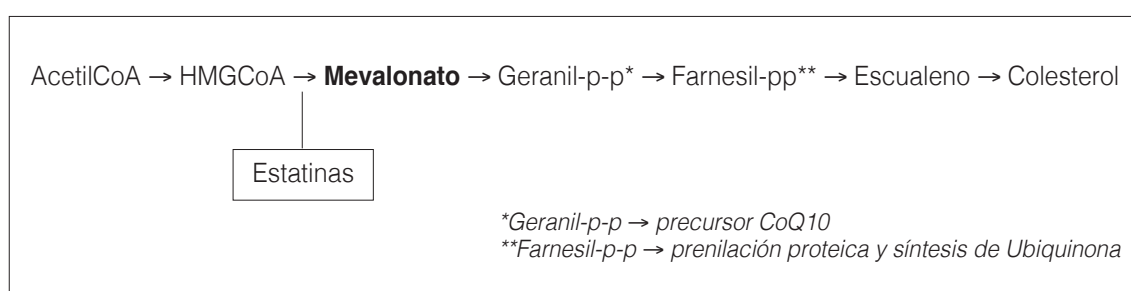 AcetilCoA → HMGCoA → Mevalonato → Geranil-p-p* → Farnesil-pp** → Escualeno → Colesterol
Estatinas
*Geranil-p-p → precursor CoQ10
**Farnesil-p-p → prenilación proteica y síntesis de Ubiquinona